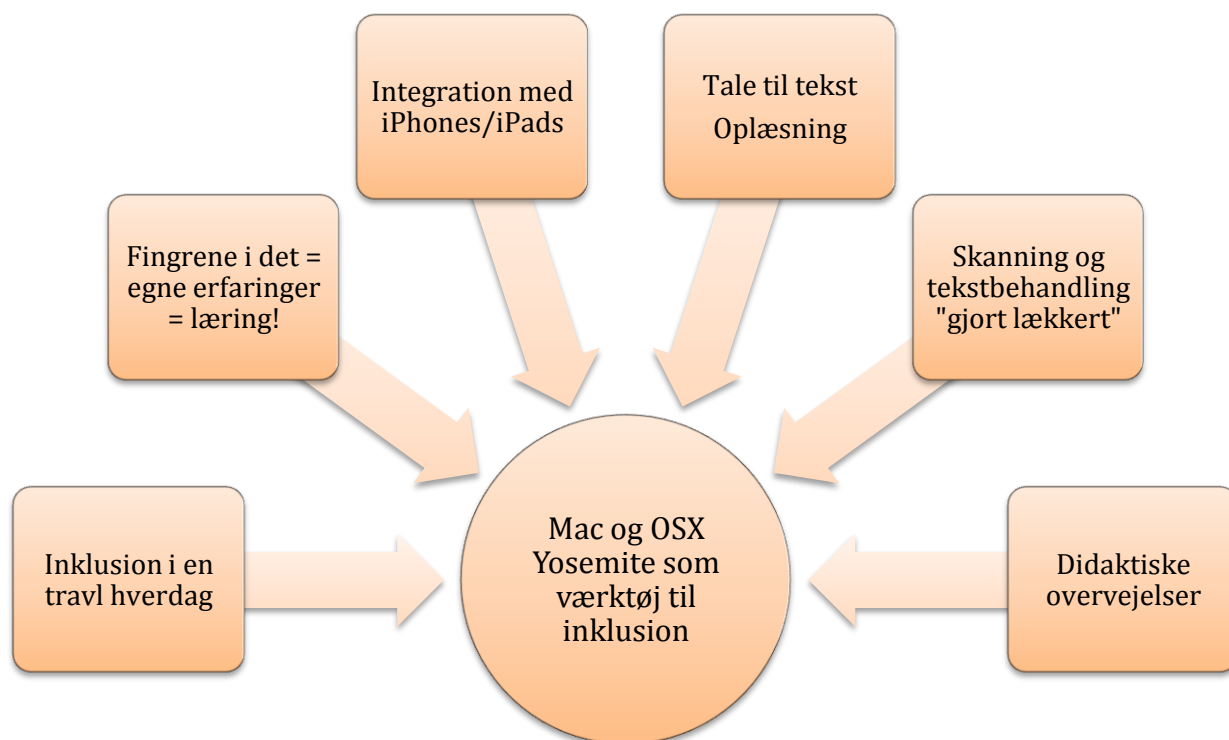 Integration med
iPhones/iPads
Tale til tekst
Oplæsning
Fingrene i det =
egne erfaringer
= læring!
Skanning og
tekstbehandling
"gjort lækkert"
Inklusion i en
travl hverdag
Mac og OSX
Yosemite som
værktøj til
inklusion
Didaktiske
overvejelser